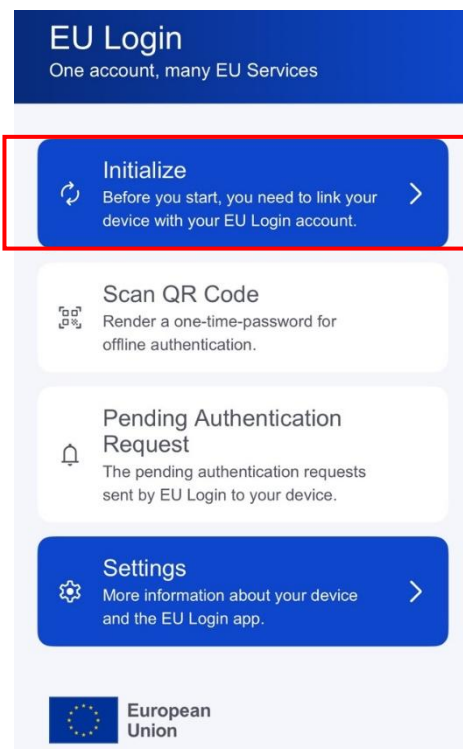 EU Login
One account, many EU Services
Initialize
Before you start, you need to link your
device with your EU Login account.
Scan QR Code
Render a one-time-password for
offline authentication.
Pending Authentication
Request
The pending authentication requests
sent by EU Login to your device.
Settings
More information about your device
and the EU Login app.
European
Union